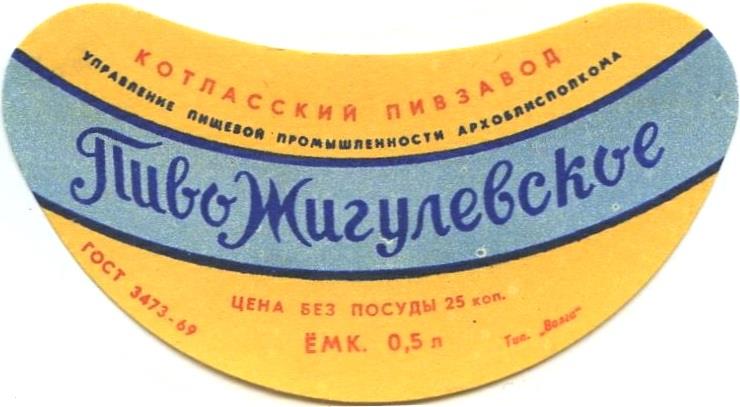 КОТЛАССКИЙ ПИВЗАВОД
УПРАВЛЕНИЕ ПИЩЕВОЙ ПРОМЫШЛЕННОСТИ АРХОБЛИСПОЛКОМА
Пиво Жигулевское
ГОСТ 3473-69
ЦЕНА БЕЗ ПОСУДЫ 25 коп.
ЁМК. 0,5 л
Тип. „Волга"